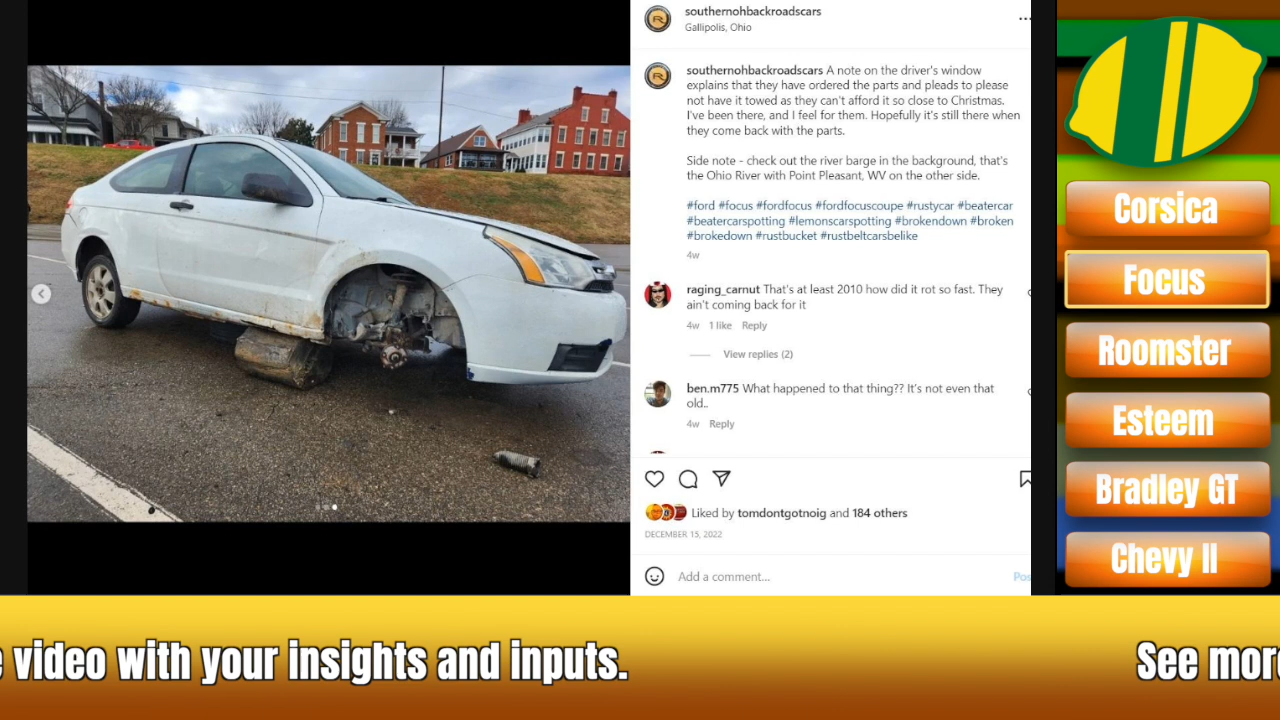 southernohbackroadscars
Gallipolis, Ohio
southernohbackroadscars A note on the driver's window
explains that they have ordered the parts and pleads to please
not have it towed as they can't afford it so close to Christmas.
I've been there, and I feel for them. Hopefully it's still there when
they come back with the parts.
Side note - check out the river barge in the background, that's
the Ohio River with Point Pleasant, WV on the other side.
#ford #focus #fordfocus #fordfocuscoupe #rustycar #beatercar
#beatercarspotting #lemonscarspotting #brokendown #broken
#brokedown #rustbucket #rustbeltcarsbelike
4w
raging_carnut That's at least 2010 how did it rot so fast. They
ain't coming back for it
4w 1 like Reply
View replies (2)
ben.m775 What happened to that thing?? It's not even that
old..
4w Reply
Liked by tomdontgotnoig and 184 others
DECEMBER 15, 2022
Add a comment...
Pos
Corsica
Focus
Roomster
Esteem
Bradley GT
Chevy II
e video with your insights and inputs.
See more